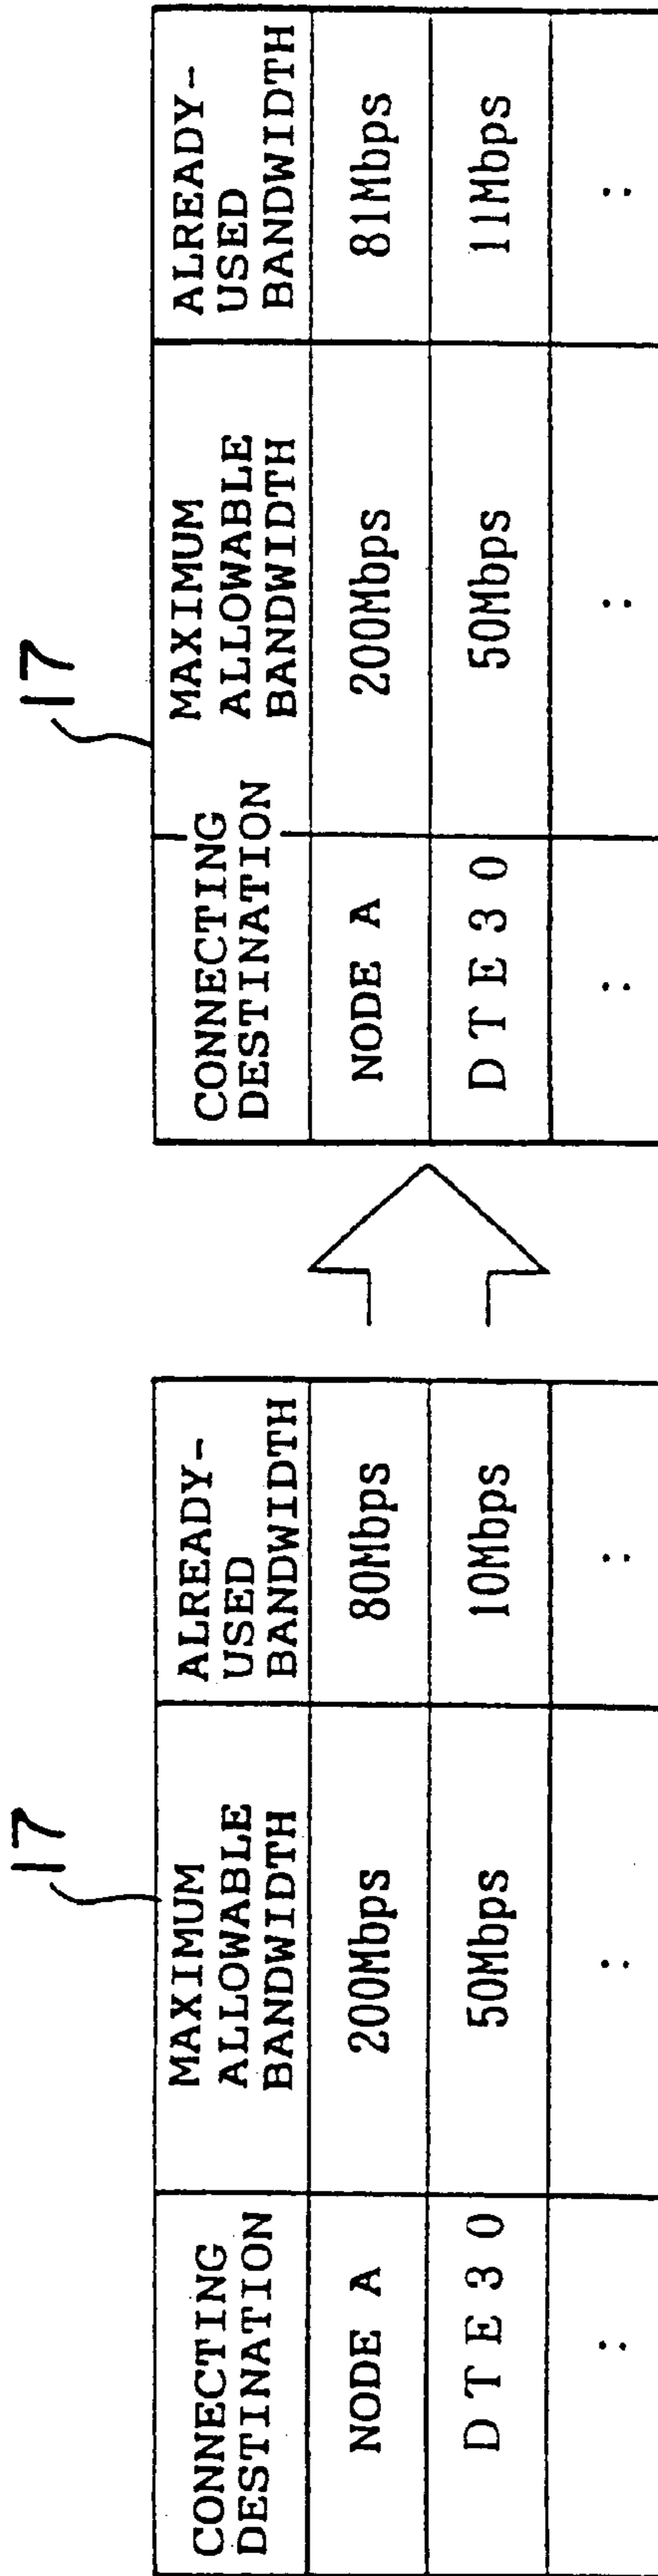 17
CONNECTING
DESTINATION
MAXIMUM
ALLOWABLE
BANDWIDTH
ALREADY-
USED
BANDWIDTH
NODE A
200Mbps
80Mbps
DTE30
50Mbps
10Mbps
:
:
:
17
CONNECTING
DESTINATION
MAXIMUM
ALLOWABLE
BANDWIDTH
ALREADY-
USED
BANDWIDTH
NODE A
200Mbps
81Mbps
DTE30
50Mbps
11Mbps
:
:
: